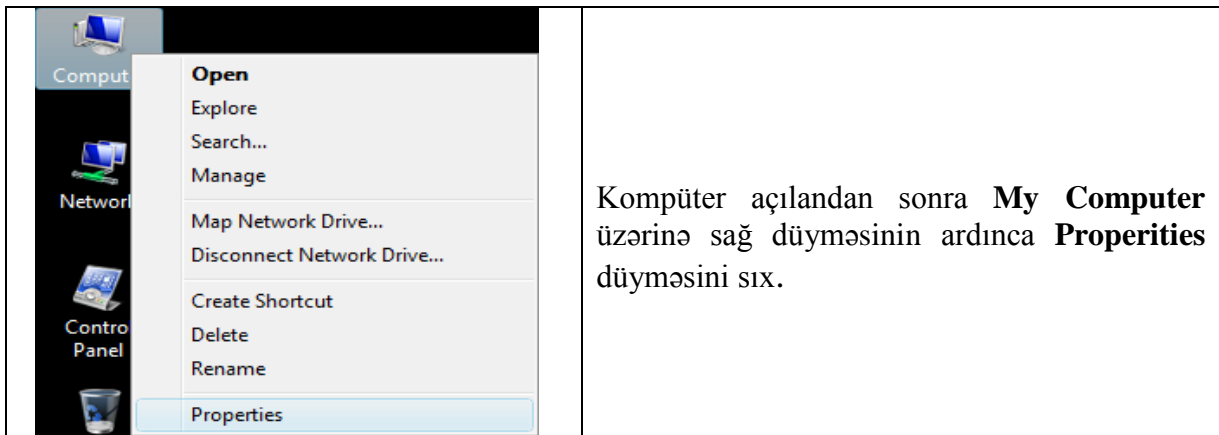 Comput
Open
Explore
Search...
Manage
Network
Map Network Drive...
Disconnect Network Drive...
Create Shortcut
Delete
Contro
Panel
Rename
Properties
Kompüter açılandan sonra My Computer
üzərinə sağ düyməsinin ardınca Properities
düyməsini sıx.